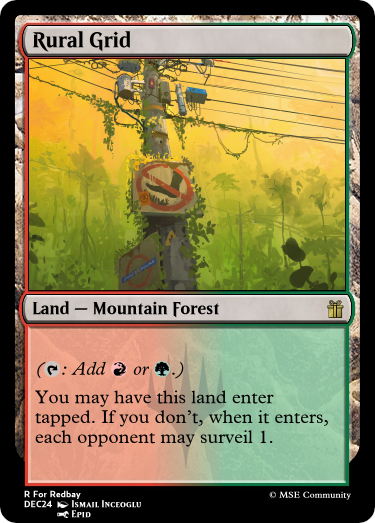 Rural Grid
Land — Mountain Forest
(: Add or .)
You may have this land enter
tapped. If you don't, when it enters,
each opponent may surveil 1.
R For Redbay
DEC24 Ismail Inceoglu
Epid
© MSE Community